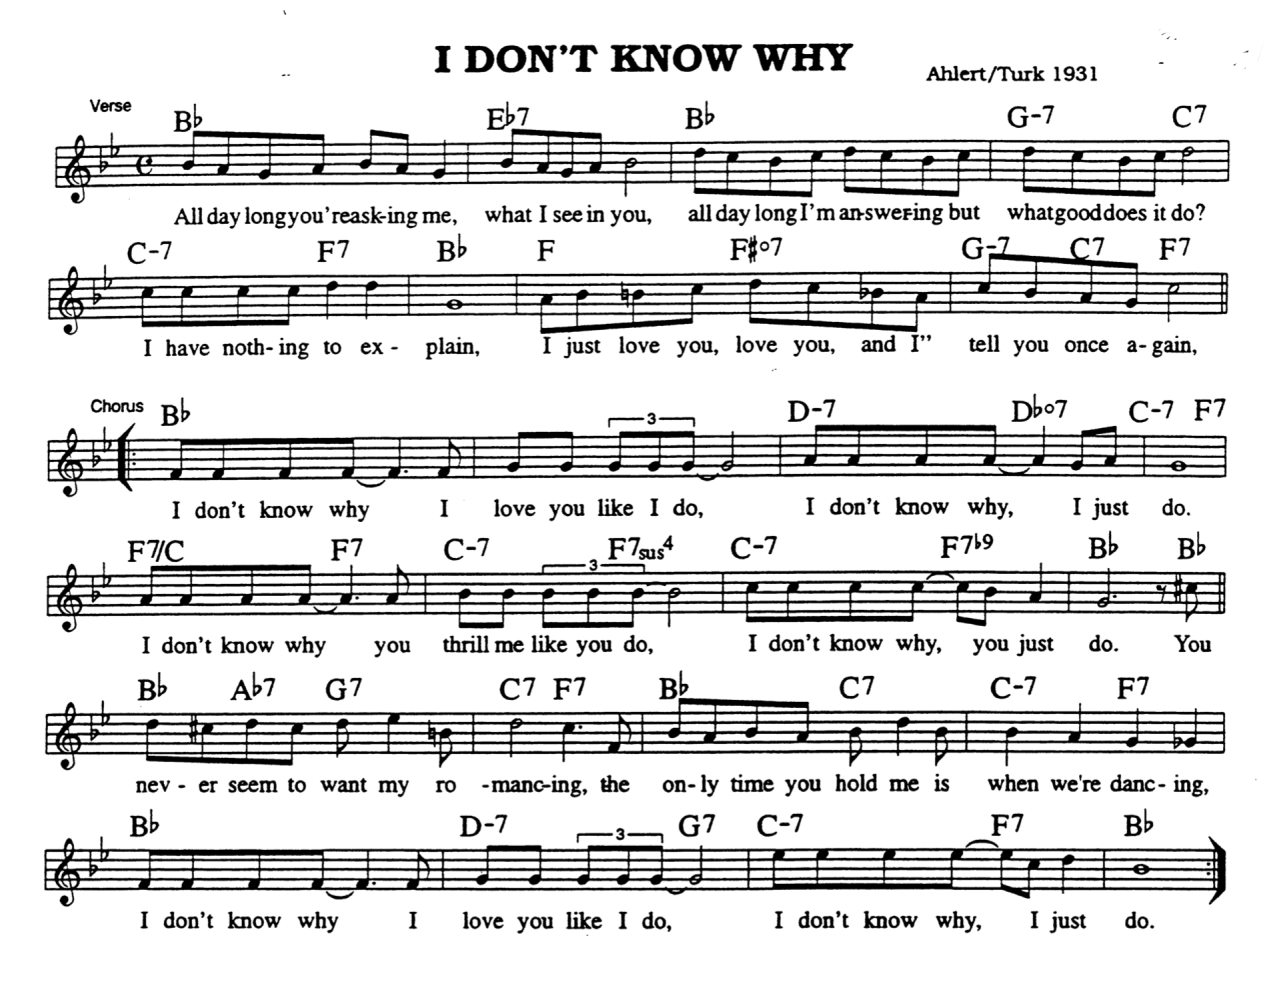 I DON'T KNOW WHY
Ahlert/Turk 1931
Verse
B♭ E♭7 B♭ G-7 C7
All day long you're ask-ing me, what I see in you, all day long I'm an-swer-ing but what good does it do?
C-7 F7 B♭ F F♯o7 G-7 C7 F7
I have noth- ing to ex - plain, I just love you, love you, and I” tell you once a- gain,
Chorus
B♭ 3 D-7 D♭o7 C-7 F7
I don't know why I love you like I do, I don't know why, I just do.
F7/C F7 C-7 3 F7sus4 C-7 F7♭9 B♭ B♭
I don't know why you thrill me like you do, I don't know why, you just do. You
B♭ A♭7 G7 C7 F7 B♭ C7 C-7 F7
nev - er seem to want my ro -manc-ing, the on- ly time you hold me is when we're danc - ing,
B♭ D-7 3 G7 C-7 F7 B♭
I don't know why I love you like I do, I don't know why, I just do.